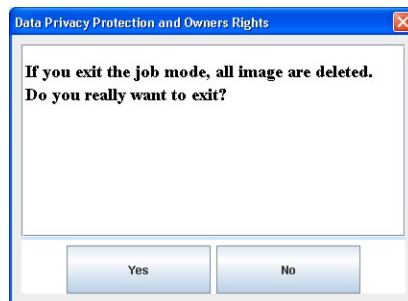 Data Privacy Protection and Owners Rights
If you exit the job mode, all image are deleted.
Do you really want to exit?
Yes No